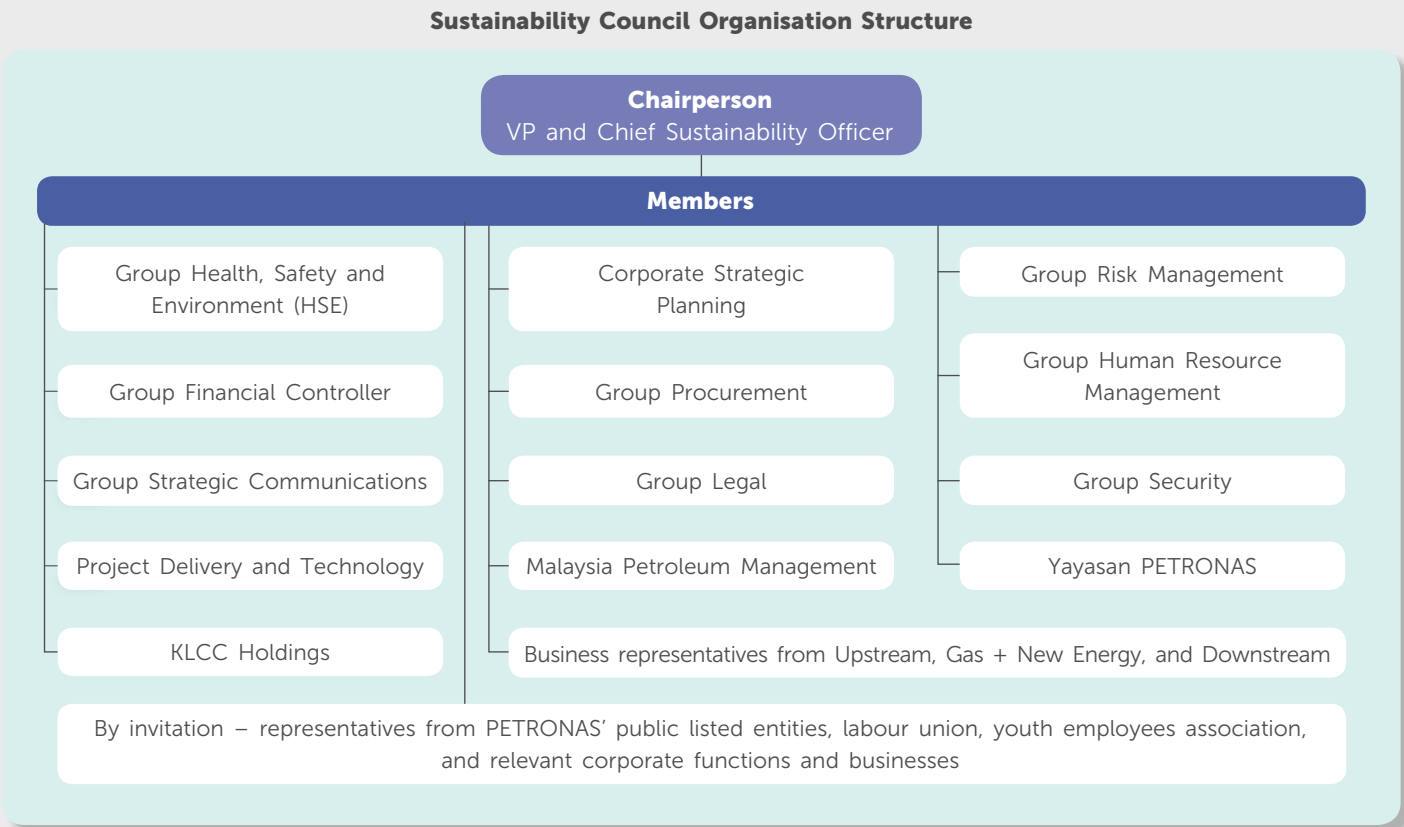 Sustainability Council Organisation Structure
Chairperson
VP and Chief Sustainability Officer
Members
Group Health, Safety and
Environment (HSE)
Group Financial Controller
Group Strategic Communications
Project Delivery and Technology
KLCC Holdings
Corporate Strategic
Planning
Group Procurement
Group Legal
Malaysia Petroleum Management
Business representatives from Upstream, Gas + New Energy, and Downstream
Group Risk Management
Group Human Resource
Management
Group Security
Yayasan PETRONAS
By invitation – representatives from PETRONAS’ public listed entities, labour union, youth employees association,
and relevant corporate functions and businesses